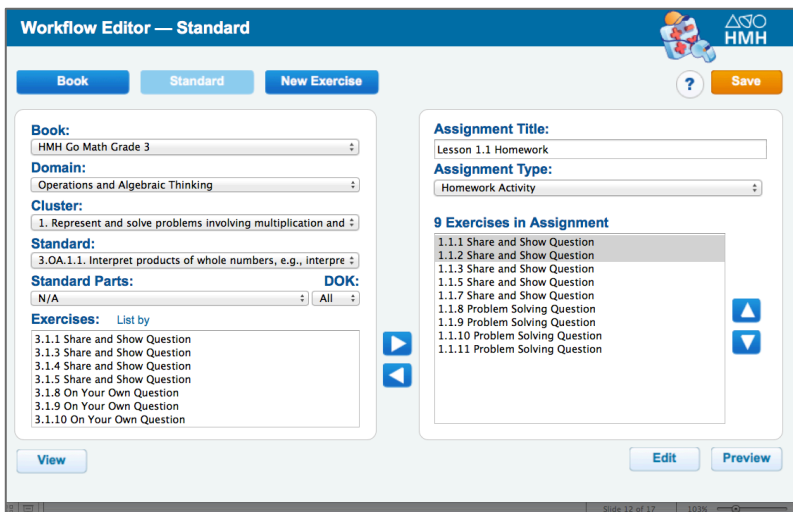 Workflow Editor — Standard
HMH
Book
Standard
New Exercise
?
Save
Book:
HMH Go Math Grade 3
Domain:
Operations and Algebraic Thinking
Cluster:
1. Represent and solve problems involving multiplication and
Standard:
3.OA.1.1. Interpret products of whole numbers, e.g., interpre
Standard Parts: DOK:
N/A All
Exercises: List by
3.1.1 Share and Show Question
3.1.3 Share and Show Question
3.1.4 Share and Show Question
3.1.5 Share and Show Question
3.1.8 On Your Own Question
3.1.9 On Your Own Question
3.1.10 On Your Own Question
View
Assignment Title:
Lesson 1.1 Homework
Assignment Type:
Homework Activity
9 Exercises in Assignment
1.1.1 Share and Show Question
1.1.2 Share and Show Question
1.1.3 Share and Show Question
1.1.5 Share and Show Question
1.1.7 Share and Show Question
1.1.8 Problem Solving Question
1.1.9 Problem Solving Question
1.1.10 Problem Solving Question
1.1.11 Problem Solving Question
Edit
Preview
Slide 12 of 17 103%